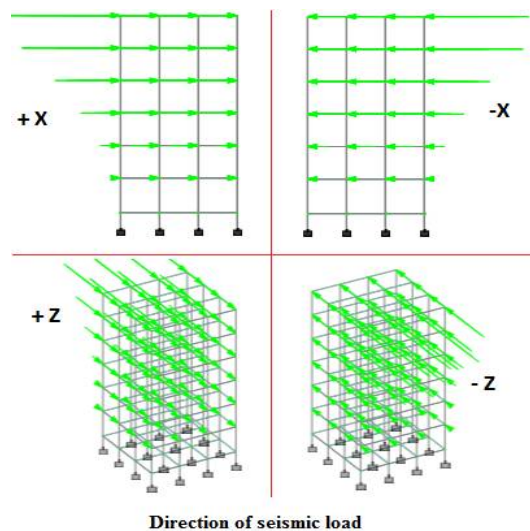 + X
-X
+ Z
- Z
Direction of seismic load